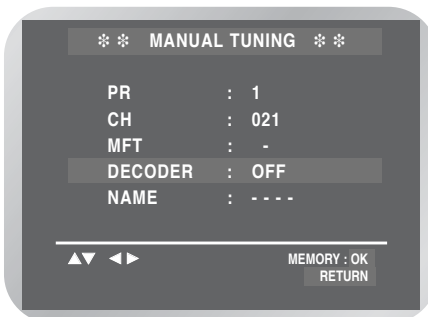 ❇❇ MANUAL TUNING ❇❇
PR : 1
CH : 021
MFT : -
DECODER : OFF
NAME : - - - -
▲▼ ◀▶ MEMORY : OK
RETURN